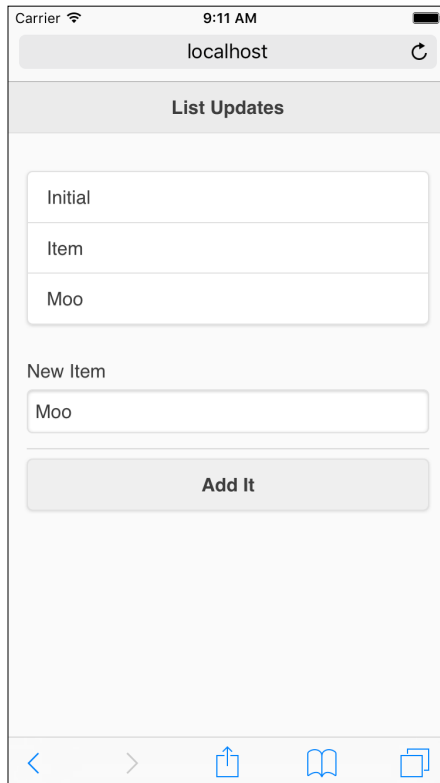 Carrier 9:11 AM
localhost
List Updates
Initial
Item
Moo
New Item
Moo
Add It